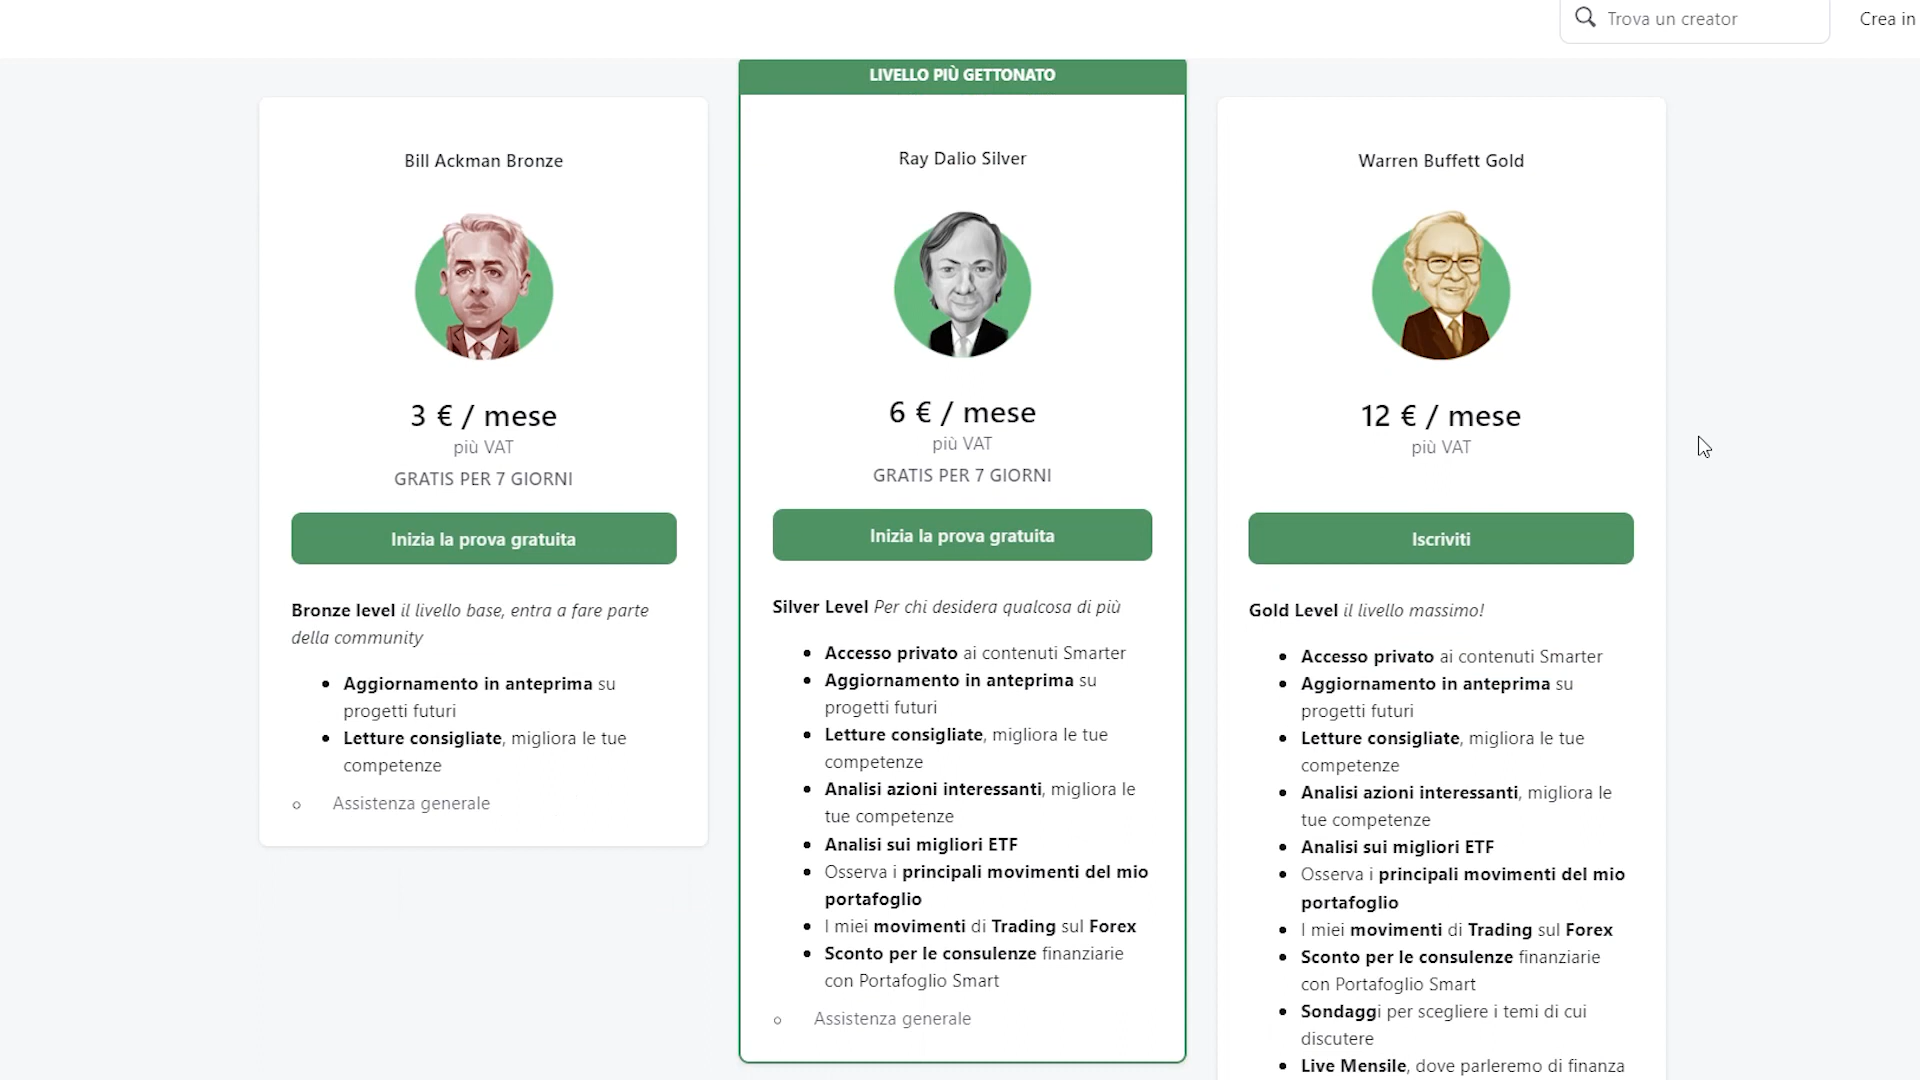 Trova un creator
Crea in
LIVELLO PIÙ GETTONATO
Bill Ackman Bronze
3 € / mese
più VAT
GRATIS PER 7 GIORNI
Inizia la prova gratuita
Bronze level il livello base, entra a fare parte
della community
Aggiornamento in anteprima su
progetti futuri
Letture consigliate, migliora le tue
competenze
Assistenza generale
Ray Dalio Silver
6 € / mese
più VAT
GRATIS PER 7 GIORNI
Inizia la prova gratuita
Silver Level Per chi desidera qualcosa di più
Accesso privato ai contenuti Smarter
Aggiornamento in anteprima su
progetti futuri
Letture consigliate, migliora le tue
competenze
Analisi azioni interessanti, migliora le
tue competenze
Analisi sui migliori ETF
Osserva i principali movimenti del mio
portafoglio
I miei movimenti di Trading sul Forex
Sconto per le consulenze finanziarie
con Portafoglio Smart
Assistenza generale
Warren Buffett Gold
12 € / mese
più VAT
Iscriviti
Gold Level il livello massimo!
Accesso privato ai contenuti Smarter
Aggiornamento in anteprima su
progetti futuri
Letture consigliate, migliora le tue
competenze
Analisi azioni interessanti, migliora le
tue competenze
Analisi sui migliori ETF
Osserva i principali movimenti del mio
portafoglio
I miei movimenti di Trading sul Forex
Sconto per le consulenze finanziarie
con Portafoglio Smart
Sondaggi per scegliere i temi di cui
discutere
Live Mensile, dove parleremo di finanza